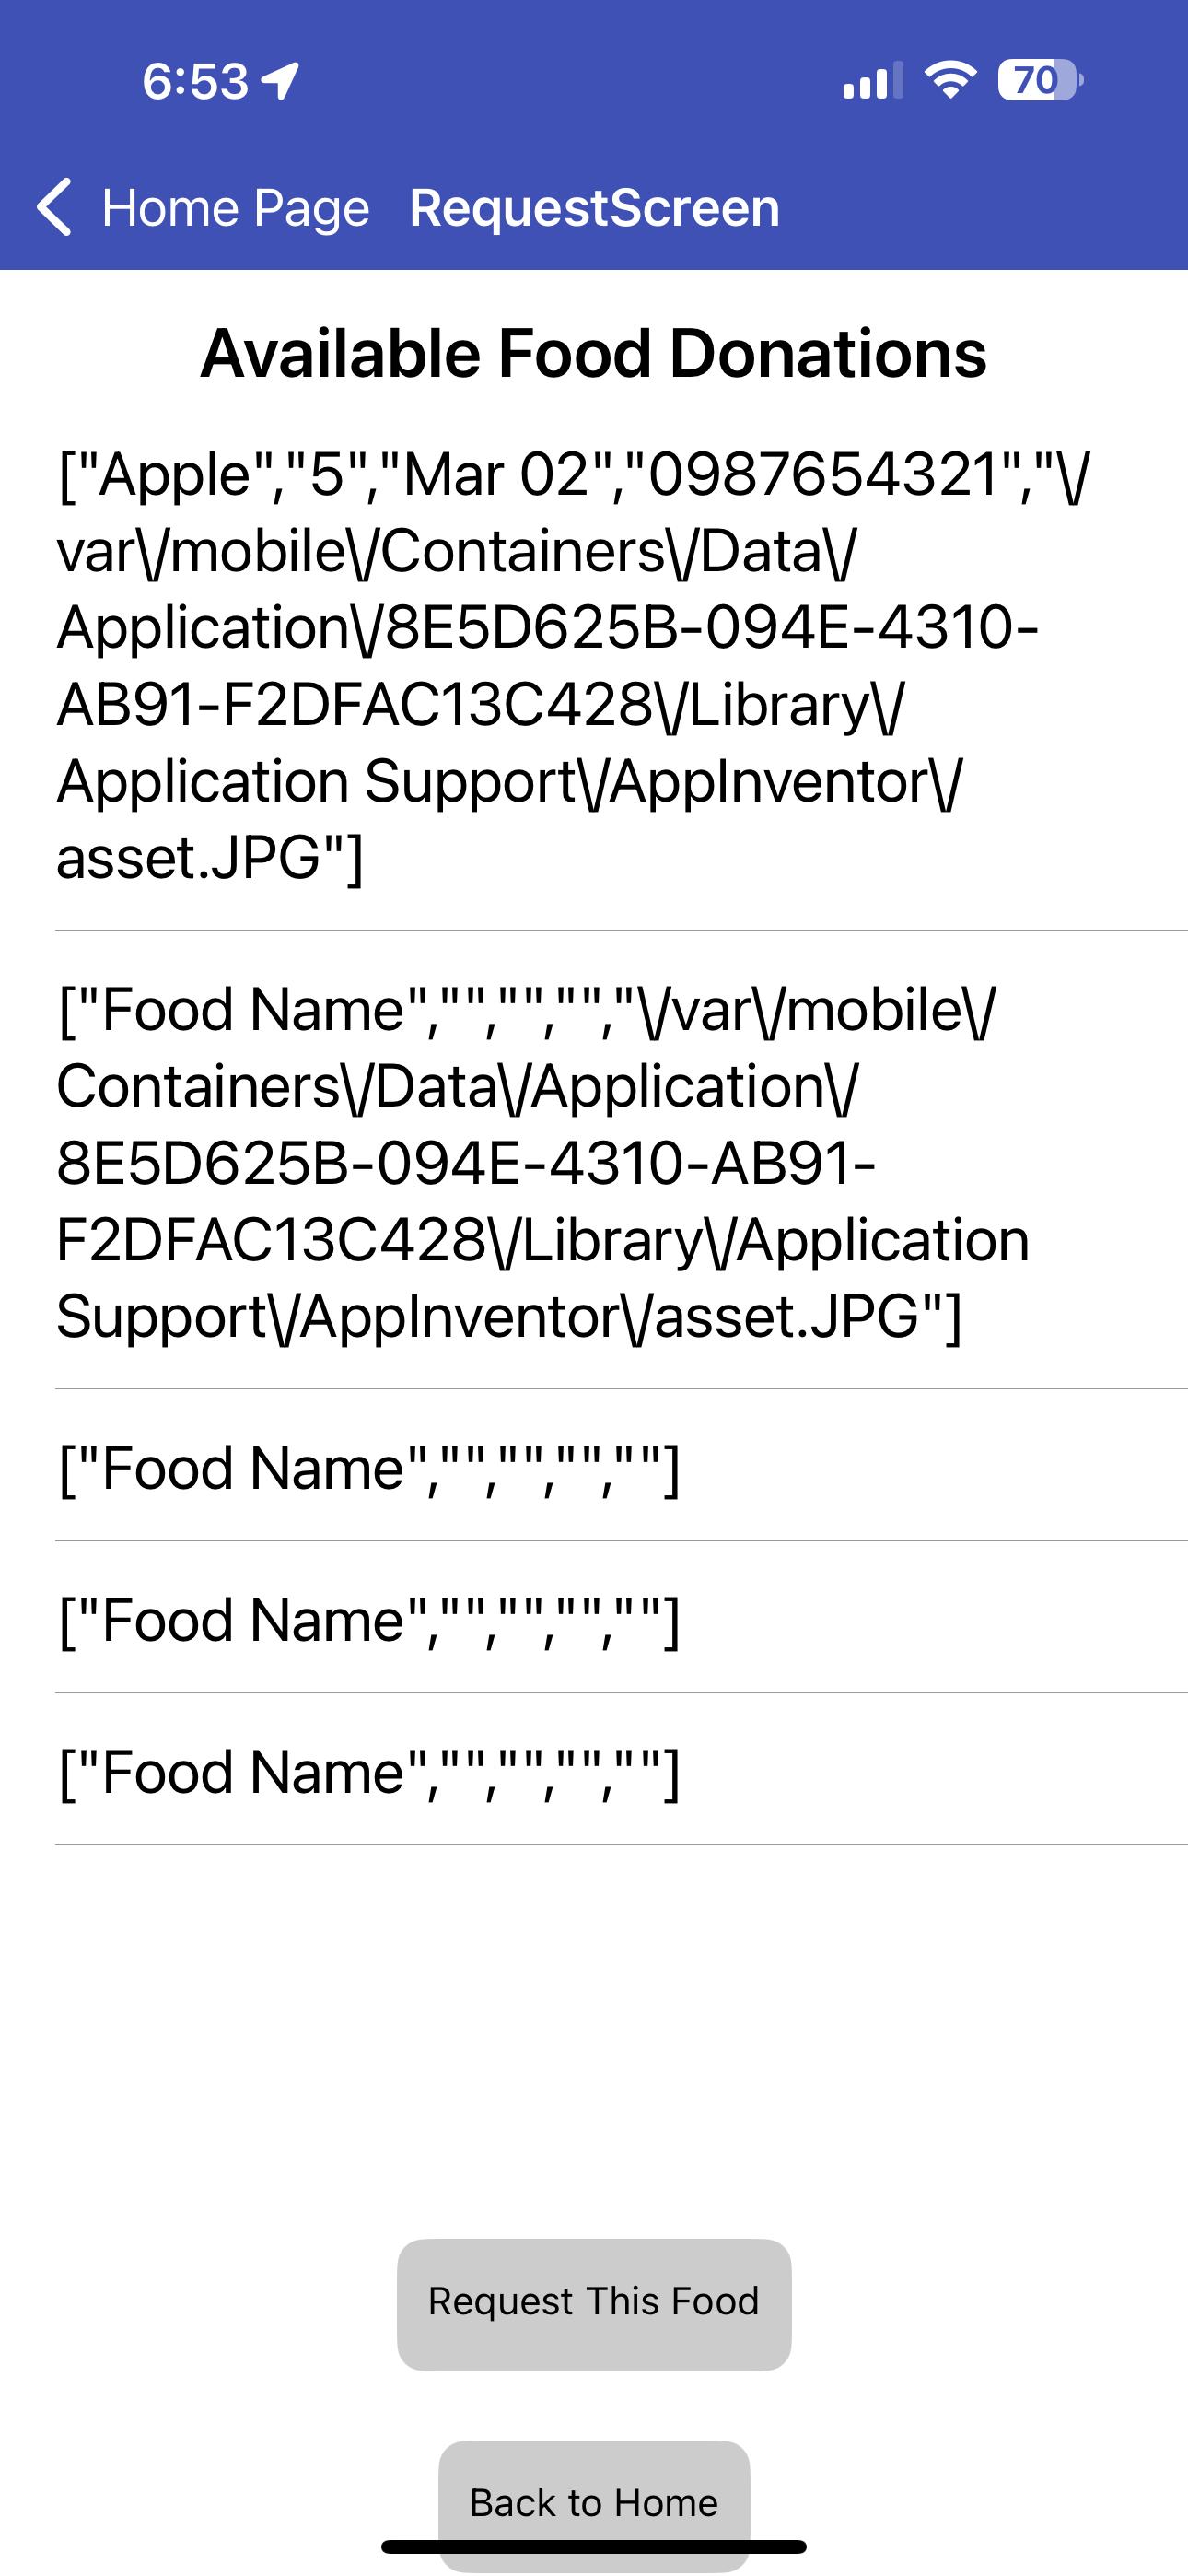 6:53 70
Home Page RequestScreen
Available Food Donations
["Apple","5","Mar 02","0987654321","\/
var\/mobile\/Containers\/Data\/
Application\/8E5D625B-094E-4310-
AB91-F2DFAC13C428\/Library\/
Application Support\/AppInventor\/
asset.JPG"]
["Food Name","","","","\/var\/mobile\/
Containers\/Data\/Application\/
8E5D625B-094E-4310-AB91-
F2DFAC13C428\/Library\/Application
Support\/AppInventor\/asset.JPG"]
["Food Name","","","",""]
["Food Name","","","",""]
["Food Name","","","",""]
Request This Food
Back to Home